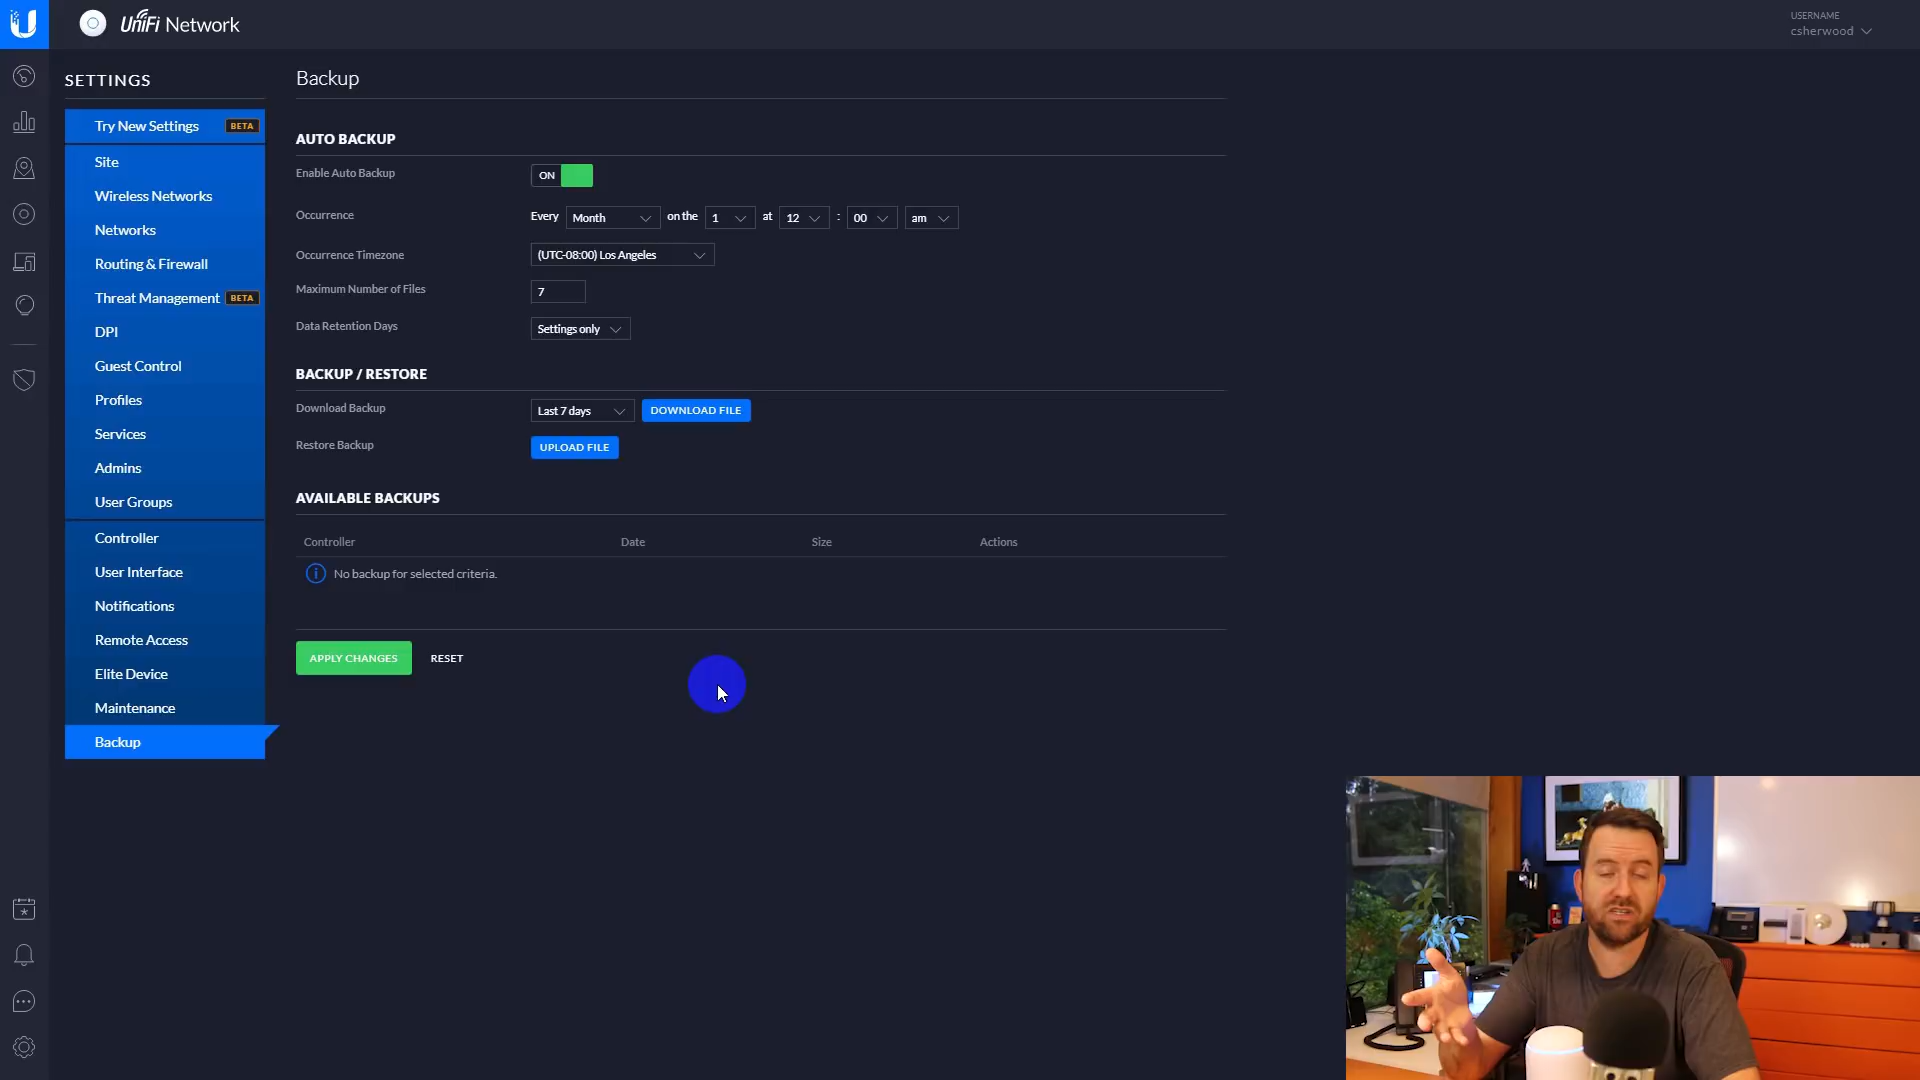 UniFi Network
USERNAME
csherwood
SETTINGS
Try New Settings BETA
Site
Wireless Networks
Networks
Routing & Firewall
Threat Management BETA
DPI
Guest Control
Profiles
Services
Admins
User Groups
Controller
User Interface
Notifications
Remote Access
Elite Device
Maintenance
Backup
Backup
AUTO BACKUP
Enable Auto Backup ON
Occurrence Every Month on the 1 at 12 : 00 am
Occurrence Timezone (UTC-08:00) Los Angeles
Maximum Number of Files 7
Data Retention Days Settings only
BACKUP / RESTORE
Download Backup Last 7 days DOWNLOAD FILE
Restore Backup UPLOAD FILE
AVAILABLE BACKUPS
Controller Date Size Actions
No backup for selected criteria.
APPLY CHANGES RESET